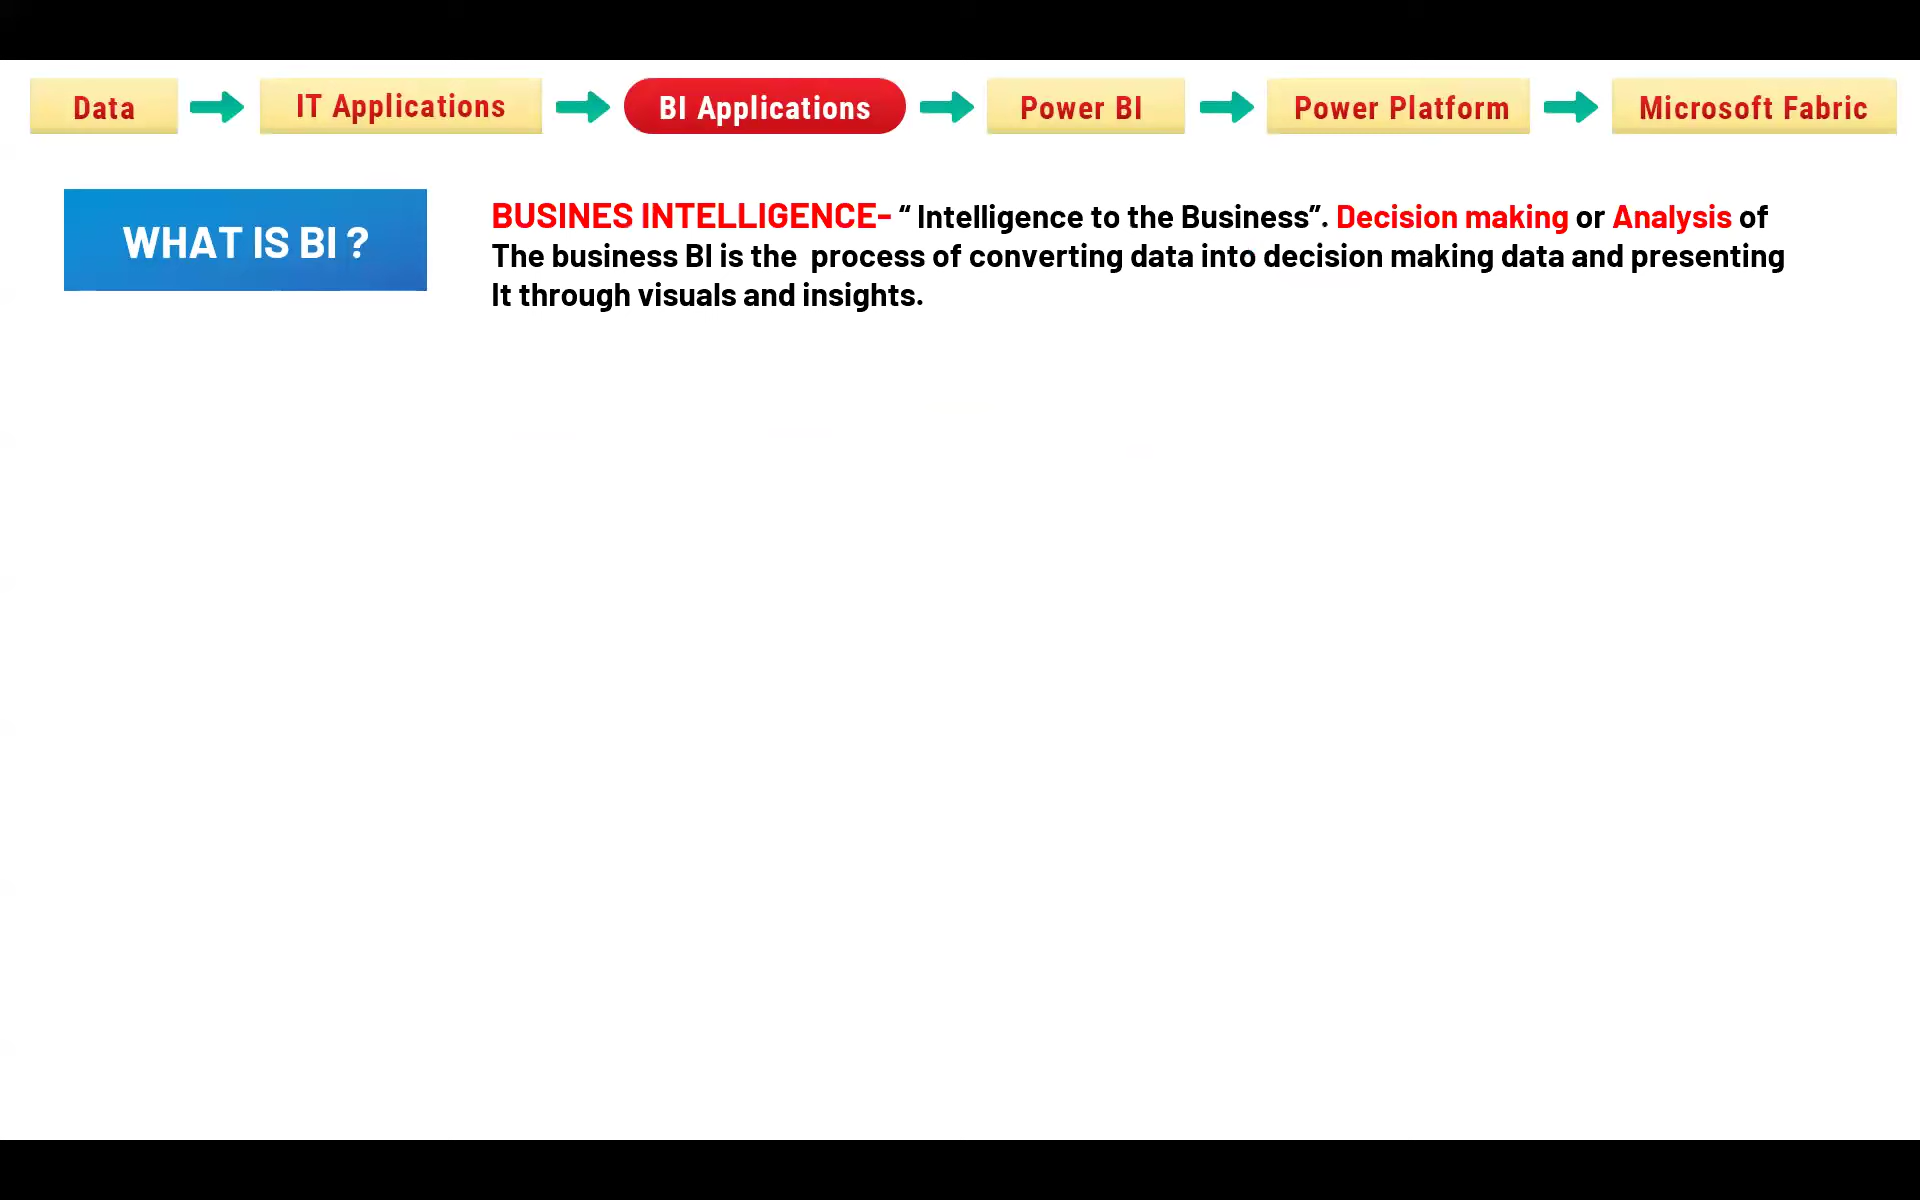 Data
IT Applications
BI Applications
Power BI
Power Platform
Microsoft Fabric
WHAT IS BI ?
BUSINES INTELLIGENCE- “ Intelligence to the Business”. Decision making or Analysis of
The business BI is the  process of converting data into decision making data and presenting
It through visuals and insights.